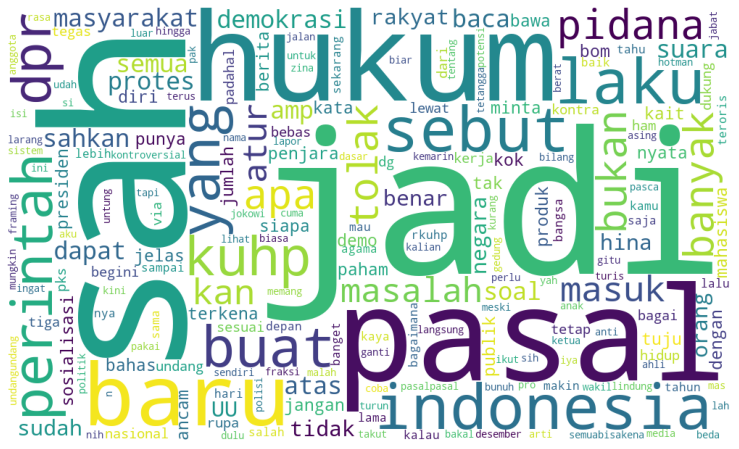 rasa masyarakat demokrasi rakyat baca bawa pidana jabat
anggota tegas luar hingga suara
dpr semua protes berita pak jalan untuk sekarang dari tentang potensi bom tahu hotman
hukum laku
udah terus diri padahal zina biar tetangga berat baik dukung
si amp kata lewat minta kontra kait teroris
isi sahkan punya atur bebas lapor sebut ham
larang yang penjara kemarin bilang bukan nyata asing
sistem lebih kontroversial nama dasar dg kerja kok banyak
perintah presiden ini tapi jumlah apa tolak benar tak produk pasca mahasiswa
framing untung via jokowi cuma siapa mau negara kurang bangsa kamu saja
sah jadi
aku dapat jelas lihat biasa demo agama rkuhp kalian gedung hina gitu
mungkin pks begini sampai kuhp paham perlu yah turis lalu
ingat kini nya kan memang masalah soal meski anak masuk bagai
tiga terkena kaya publik langsung tetap anti orang dengan
sosialisasi pakai sama sesuai depan banget ganti bagaimana ketua tuju
undangundang politik bahas undang buat ikut sih iya hidup
pasal
baru sendiri fraksi malah coba pasalpasal bunuh pro makin wakil lindung ahli tahun mas
n ancam hari UU polisi atas jangan turun indonesia lah
sudah nih nasional rupa dulu salah tidak lama takut kalau bakal desember arti semuabisakena media beda